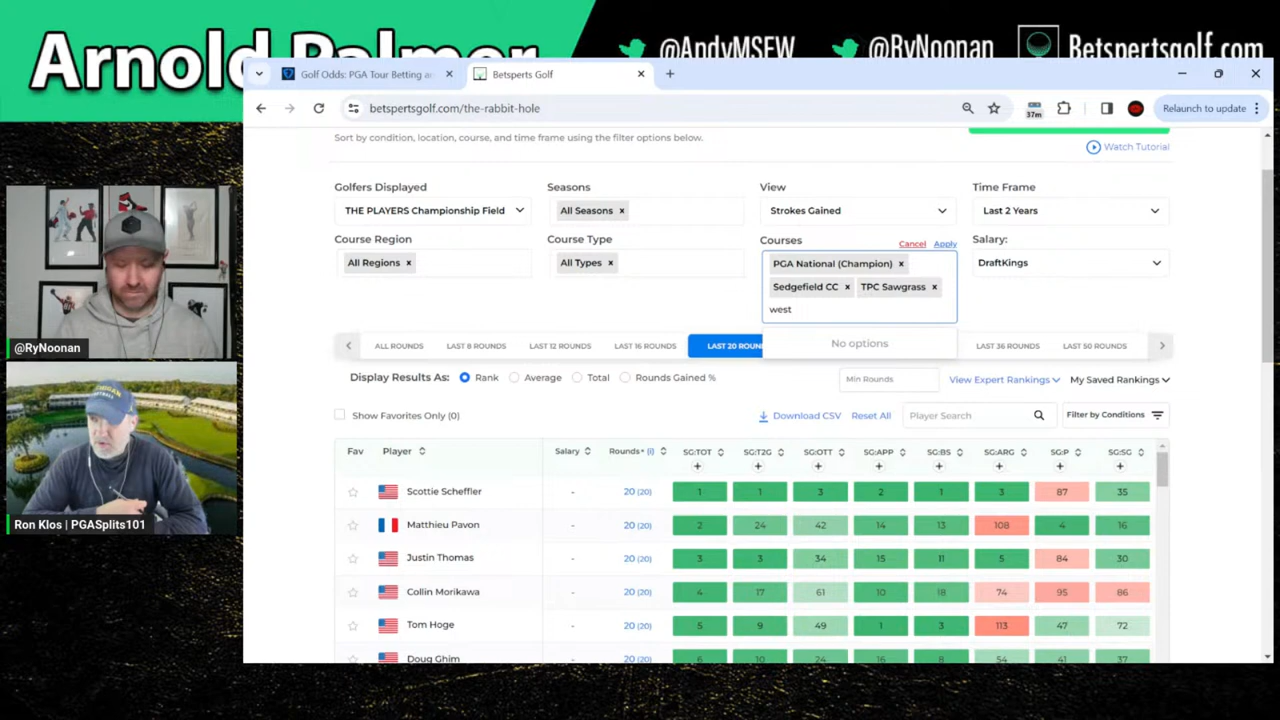 Arnold Palmer
@AndyMSFW
@RyNoonan
Betspertsgolf.com
Golf Odds: PGA Tour Betting a
Betsperts Golf
betspertsgolf.com/the-rabbit-hole
37m
Relaunch to update
Sort by condition, location, course, and time frame using the filter options below.
Watch Tutorial
Golfers Displayed
Seasons
View
Time Frame
THE PLAYERS Championship Field
All Seasons x
Strokes Gained
Last 2 Years
Course Region
Course Type
Courses
Cancel
Apply
Salary:
All Regions x
All Types x
PGA National (Champion) x
DraftKings
Sedgefield CC x
TPC Sawgrass x
west
No options
ALL ROUNDS
LAST 8 ROUNDS
LAST 12 ROUNDS
LAST 16 ROUNDS
LAST 20 ROUN
LAST 36 ROUNDS
LAST 50 ROUNDS
Display Results As:
Rank
Average
Total
Rounds Gained %
Min Rounds
View Expert Rankings
My Saved Rankings
Show Favorites Only (0)
Download CSV
Reset All
Player Search
Filter by Conditions
Fav Player Salary Rounds* (i) SG:TOT SG:T2G SG:OTT SG:APP SG:BS SG:ARG SG:P SG:SG
+ + + + + + + +
Scottie Scheffler - 20 (20) 1 1 3 2 1 3 87 35
Matthieu Pavon - 20 (20) 2 24 42 14 13 108 4 16
Justin Thomas - 20 (20) 3 3 34 15 11 5 84 30
Collin Morikawa - 20 (20) 4 17 61 10 18 74 95 86
Tom Hoge - 20 (20) 5 9 49 1 3 113 47 72
Doug Ghim - 20 (20) 6 10 24 16 8 54 41 37
@RyNoonan
Ron Klos | PGASplits101